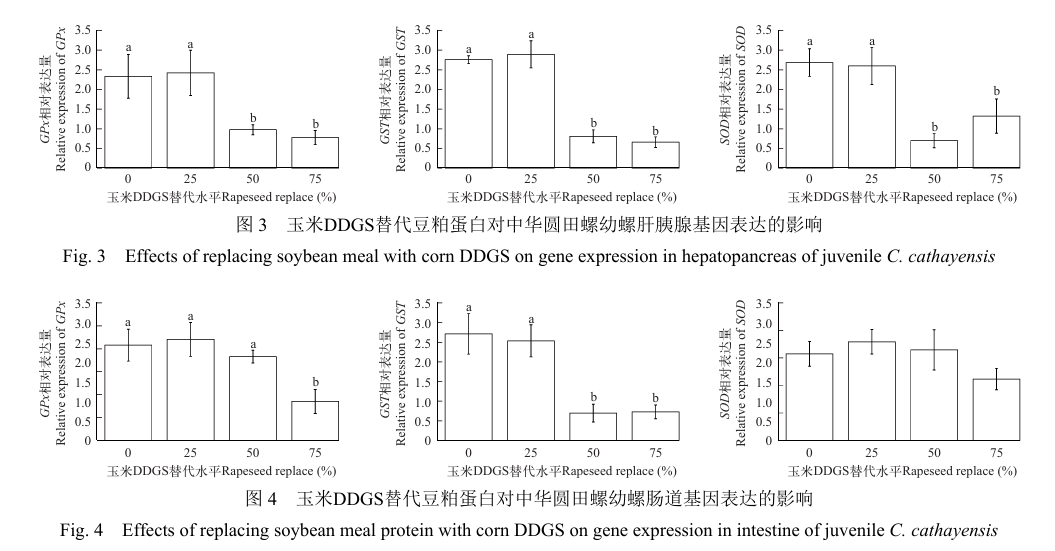 GPx相对表达量
Relative expression of GPx
3.5
3.0
2.5
2.0
1.5
1.0
0.5
0
a
a
b
b
0 25 50 75
玉米DDGS替代水平Rapeseed replace (%)
GST相对表达量
Relative expression of GST
3.5
3.0
2.5
2.0
1.5
1.0
0.5
0
a
a
b
b
0 25 50 75
玉米DDGS替代水平Rapeseed replace (%)
SOD相对表达量
Relative expression of SOD
3.5
3.0
2.5
2.0
1.5
1.0
0.5
0
a
a
b
b
0 25 50 75
玉米DDGS替代水平Rapeseed replace (%)
图 3 玉米DDGS替代豆粕蛋白对中华圆田螺幼螺肝胰腺基因表达的影响
Fig. 3 Effects of replacing soybean meal with corn DDGS on gene expression in hepatopancreas of juvenile C. cathayensis
GPx相对表达量
Relative expression of GPx
3.5
3.0
2.5
2.0
1.5
1.0
0.5
0
a
a
a
b
0 25 50 75
玉米DDGS替代水平Rapeseed replace (%)
GST相对表达量
Relative expression of GST
3.5
3.0
2.5
2.0
1.5
1.0
0.5
0
a
a
b
b
0 25 50 75
玉米DDGS替代水平Rapeseed replace (%)
SOD相对表达量
Relative expression of SOD
3.5
3.0
2.5
2.0
1.5
1.0
0.5
0
0 25 50 75
玉米DDGS替代水平Rapeseed replace (%)
图 4 玉米DDGS替代豆粕蛋白对中华圆田螺幼螺肠道基因表达的影响
Fig. 4 Effects of replacing soybean meal protein with corn DDGS on gene expression in intestine of juvenile C. cathayensis